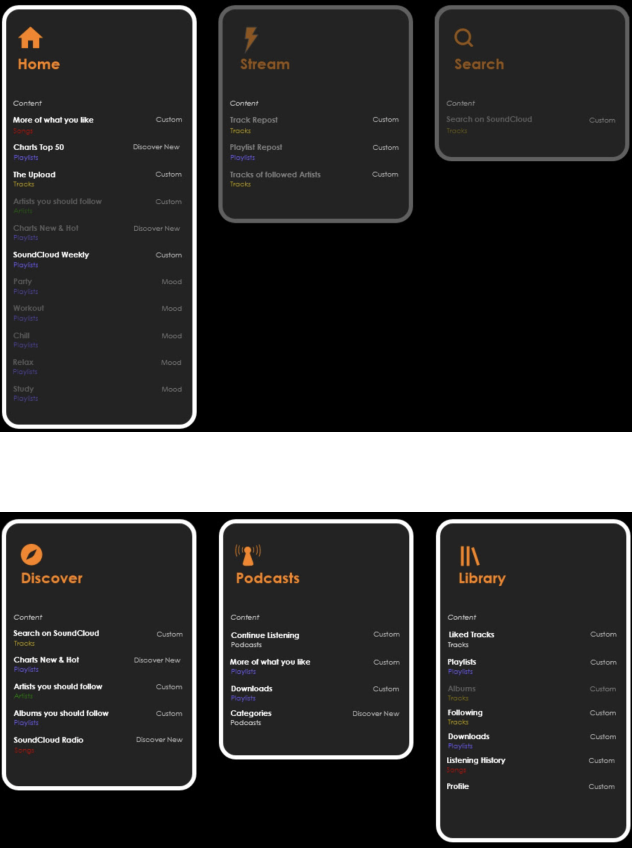 Home
Content
More of what you like Custom
Songs
Charts Top 50 Discover New
Playlists
The Upload Custom
Tracks
Artists you should follow Custom
Artists
Charts New & Hot Discover New
Playlists
SoundCloud Weekly Custom
Playlists
Party Mood
Playlists
Workout Mood
Playlists
Chill Mood
Playlists
Relax Mood
Playlists
Study Mood
Playlists
Stream
Content
Track Repost Custom
Tracks
Playlist Repost Custom
Playlists
Tracks of followed Artists Custom
Tracks
Search
Content
Search on SoundCloud Custom
Tracks
Discover
Content
Search on SoundCloud Custom
Tracks
Charts New & Hot Discover New
Playlists
Artists you should follow Custom
Artists
Albums you should follow Custom
Playlists
SoundCloud Radio Discover New
Songs
Podcasts
Content
Continue Listening Custom
Podcasts
More of what you like Custom
Playlists
Downloads Custom
Playlists
Categories Discover New
Podcasts
Library
Content
Liked Tracks Custom
Tracks
Playlists Custom
Playlists
Albums Custom
Tracks
Following Custom
Tracks
Downloads Custom
Playlists
Listening History Custom
Songs
Profile Custom